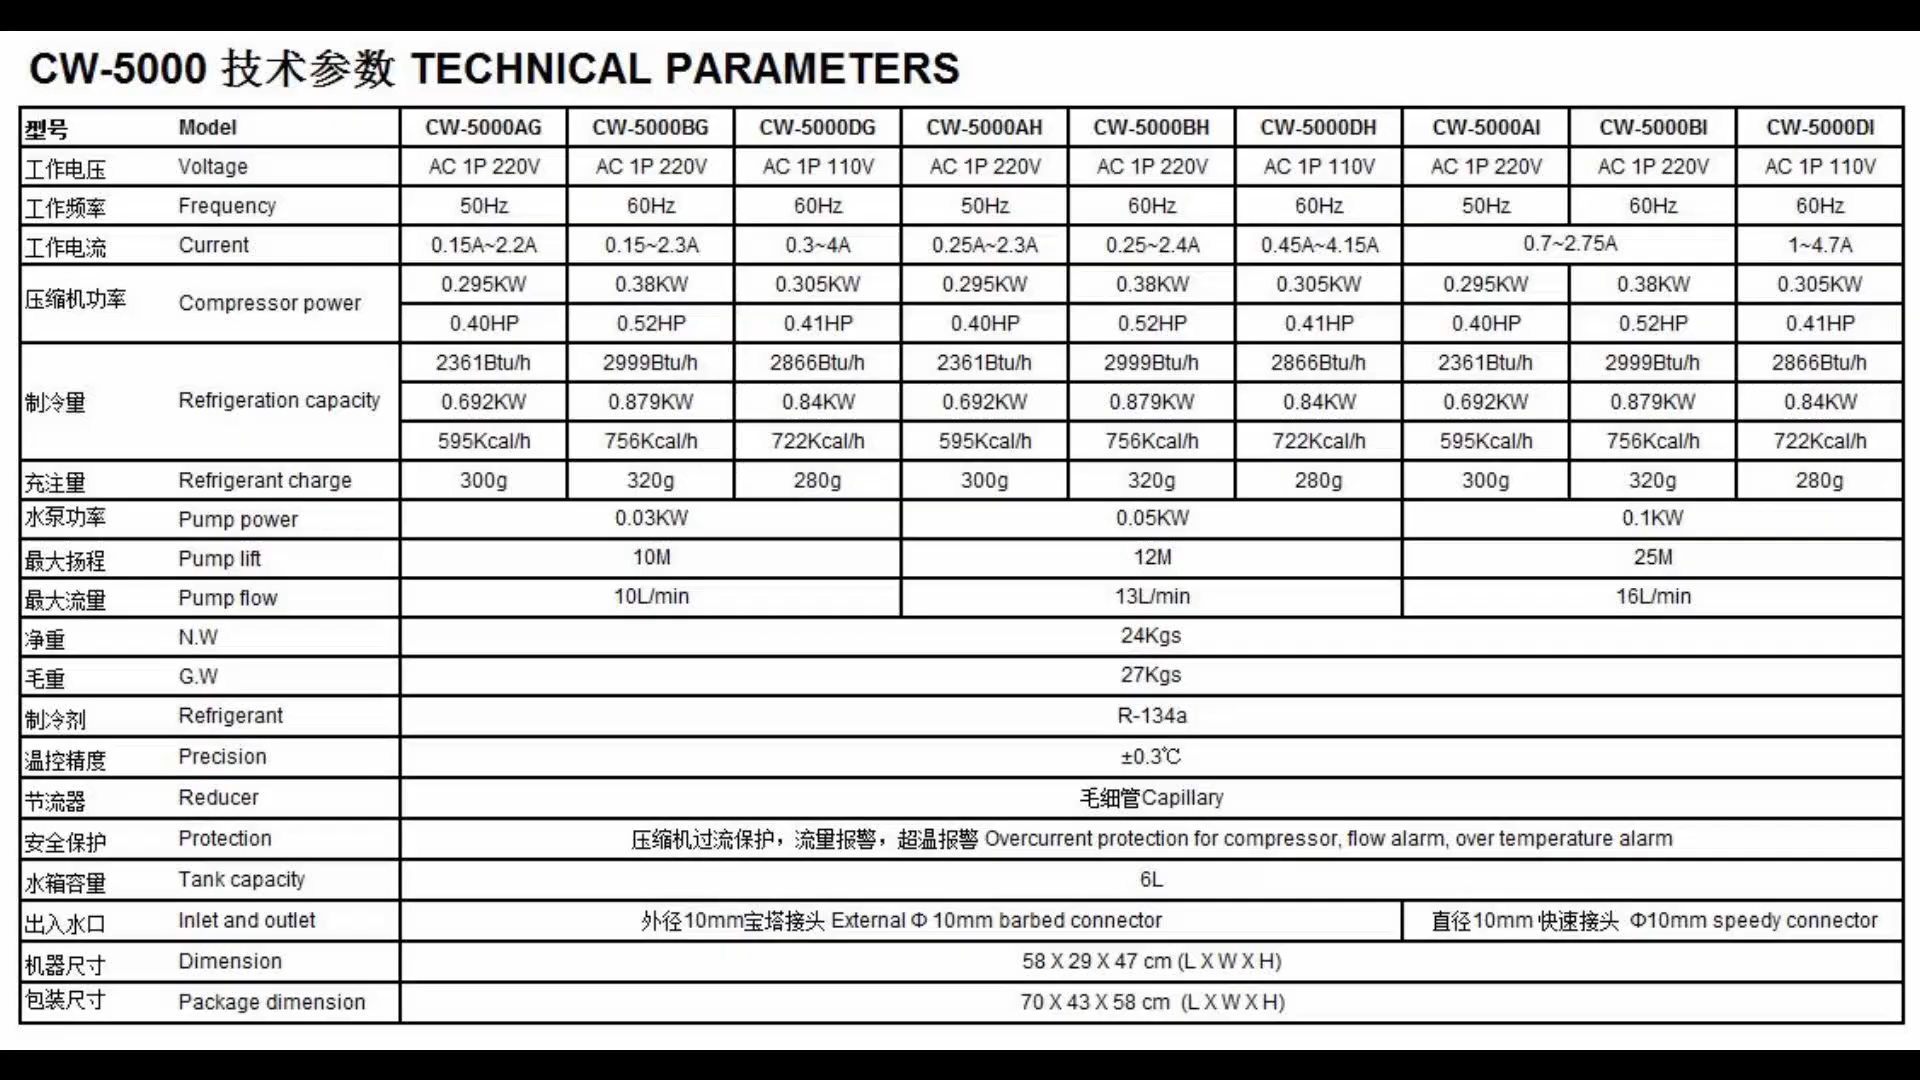 CW-5000 技术参数 TECHNICAL PARAMETERS
型号 Model CW-5000AG CW-5000BG CW-5000DG CW-5000AH CW-5000BH CW-5000DH CW-5000AI CW-5000BI CW-5000DI
工作电压 Voltage AC 1P 220V AC 1P 220V AC 1P 110V AC 1P 220V AC 1P 220V AC 1P 110V AC 1P 220V AC 1P 220V AC 1P 110V
工作频率 Frequency 50Hz 60Hz 60Hz 50Hz 60Hz 60Hz 50Hz 60Hz 60Hz
工作电流 Current 0.15A~2.2A 0.15~2.3A 0.3~4A 0.25A~2.3A 0.25~2.4A 0.45A~4.15A 0.7~2.75A 1~4.7A
压缩机功率 Compressor power 0.295KW 0.38KW 0.305KW 0.295KW 0.38KW 0.305KW 0.295KW 0.38KW 0.305KW
0.40HP 0.52HP 0.41HP 0.40HP 0.52HP 0.41HP 0.40HP 0.52HP 0.41HP
制冷量 Refrigeration capacity 2361Btu/h 2999Btu/h 2866Btu/h 2361Btu/h 2999Btu/h 2866Btu/h 2361Btu/h 2999Btu/h 2866Btu/h
0.692KW 0.879KW 0.84KW 0.692KW 0.879KW 0.84KW 0.692KW 0.879KW 0.84KW
595Kcal/h 756Kcal/h 722Kcal/h 595Kcal/h 756Kcal/h 722Kcal/h 595Kcal/h 756Kcal/h 722Kcal/h
充注量 Refrigerant charge 300g 320g 280g 300g 320g 280g 300g 320g 280g
水泵功率 Pump power 0.03KW 0.05KW 0.1KW
最大扬程 Pump lift 10M 12M 25M
最大流量 Pump flow 10L/min 13L/min 16L/min
净重 N.W 24Kgs
毛重 G.W 27Kgs
制冷剂 Refrigerant R-134a
温控精度 Precision ±0.3℃
节流器 Reducer 毛细管Capillary
安全保护 Protection 压缩机过流保护，流量报警，超温报警 Overcurrent protection for compressor, flow alarm, over temperature alarm
水箱容量 Tank capacity 6L
出入水口 Inlet and outlet 外径10mm宝塔接头 External Φ 10mm barbed connector 直径10mm 快速接头 Φ10mm speedy connector
机器尺寸 Dimension 58 X 29 X 47 cm (L X W X H)
包装尺寸 Package dimension 70 X 43 X 58 cm (L X W X H)